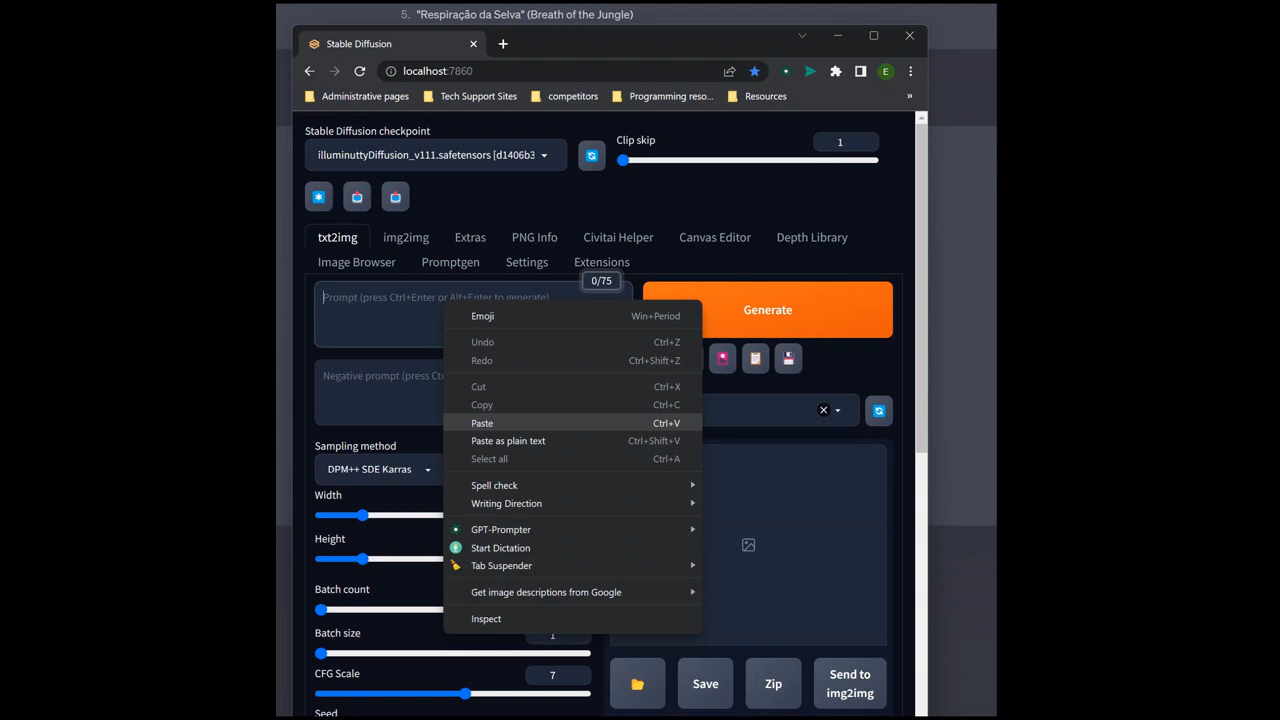 5. "Respiração da Selva" (Breath of the Jungle)
Stable Diffusion
localhost:7860
E
Administrative pages
Tech Support Sites
competitors
Programming reso...
Resources
»
Stable Diffusion checkpoint
illuminuttyDiffusion_v111.safetensors [d1406b3
Clip skip
1
txt2img
img2img
Extras
PNG Info
Civitai Helper
Canvas Editor
Depth Library
Image Browser
Promptgen
Settings
Extensions
0/75
Prompt (press Ctrl+Enter or Alt+Enter to generate)
Generate
Emoji Win+Period
Undo Ctrl+Z
Redo Ctrl+Shift+Z
Cut Ctrl+X
Copy Ctrl+C
Paste Ctrl+V
Paste as plain text Ctrl+Shift+V
Select all Ctrl+A
Spell check
Writing Direction
GPT-Prompter
Start Dictation
Tab Suspender
Get image descriptions from Google
Inspect
Negative prompt (press Ct
Sampling method
DPM++ SDE Karras
Width
Height
Batch count
Batch size
1
CFG Scale
7
Seed
Save
Zip
Send to
img2img